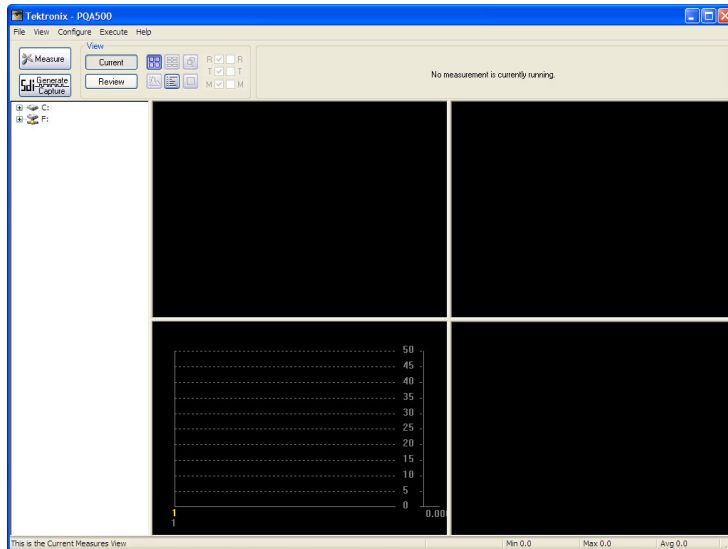 Tektronix - PQA500
File View Configure Execute Help
Measure
Sdi Generate
Capture
View
Current
Review
R R
T T
M M
No measurement is currently running.
C:
F:
50
45
40
35
30
25
20
15
10
5
0
1
1
0.00
This is the Current Measures View
Min 0.0
Max 0.0
Avg 0.0